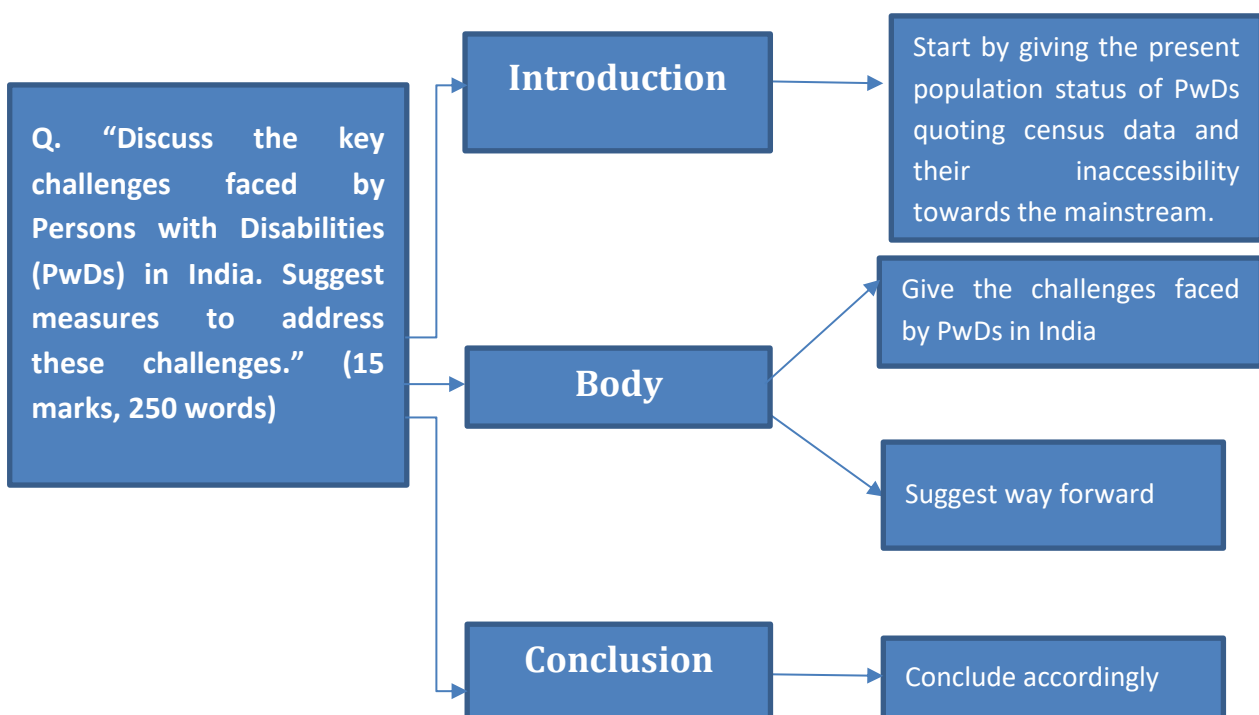 Q. “Discuss the key
challenges faced by
Persons with Disabilities
(PwDs) in India. Suggest
measures to address
these challenges.” (15
marks, 250 words)
Introduction
Start by giving the present
population status of PwDs
quoting census data and
their inaccessibility
towards the mainstream.
Body
Give the challenges faced
by PwDs in India
Suggest way forward
Conclusion
Conclude accordingly